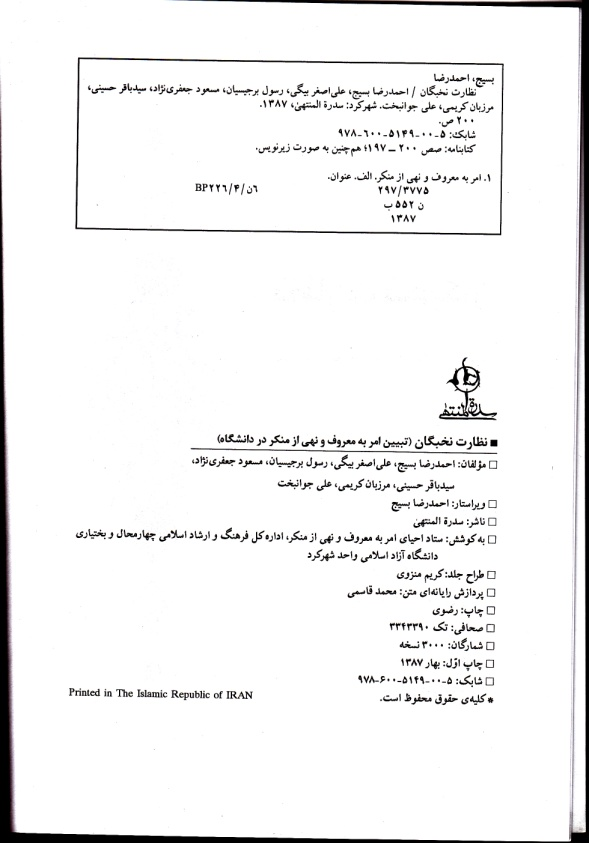 بسیج، احمدرضا
نظارت نخبگان / احمدرضا بسیج، علی‌اصغر بیگی، رسول برجیسیان، مسعود جعفری‌نژاد، سیدباقر حسینی،
مرزبان کریمی، علی جوانبخت. شهرکرد: سدرة المنتهیٰ، ۱۳۸۷.
۲۰۰ ص.
شابک: ۵-۰۰-۵۱۴۹-۶۰۰-۹۷۸
کتابنامه: صص ۲۰۰ ــ ۱۹۷؛ هم‌چنین به صورت زیرنویس.
۱. امر به معروف و نهی از منکر. الف. عنوان.
۲۹۷/۳۷۷۵ BP۲۲۶/۴/ن۶
ن ۵۵۲ ب
۱۳۸۷
سدرة المنتهی
■ نظارت نخبگان (تبیین امر به معروف و نهی از منکر در دانشگاه)
□ مؤلفان: احمدرضا بسیج، علی‌اصغر بیگی، رسول برجیسیان، مسعود جعفری‌نژاد،
سیدباقر حسینی، مرزبان کریمی، علی جوانبخت
□ ویراستار: احمدرضا بسیج
□ ناشر: سدرة المنتهیٰ
□ به‌کوشش: ستاد احیای امر به معروف و نهی از منکر، اداره‌کل فرهنگ و ارشاد اسلامی چهارمحال و بختیاری
دانشگاه آزاد اسلامی واحد شهرکرد
□ طراح جلد: کریم منزوی
□ پردازش رایانه‌ای متن: محمد قاسمی
□ چاپ: رضوی
□ صحافی: تک ۳۳۴۳۳۹۰
□ شمارگان: ۳۰۰۰ نسخه
□ چاپ اوّل: بهار ۱۳۸۷
□ شابک: ۵-۰۰-۵۱۴۹-۶۰۰-۹۷۸
* کلیه‌ی حقوق محفوظ است.
Printed in The Islamic Republic of IRAN